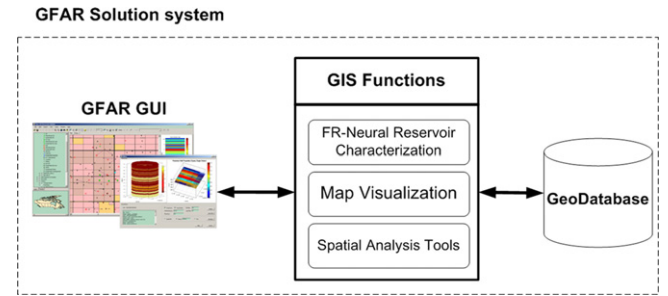 GFAR Solution system
GFAR GUI
GIS Functions
FR-Neural Reservoir
Characterization
Map Visualization
Spatial Analysis Tools
GeoDatabase